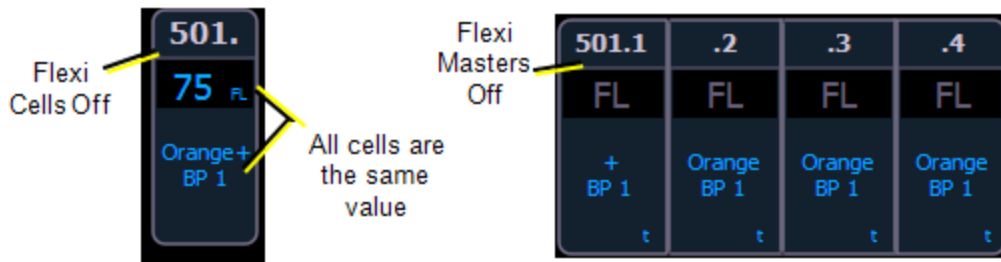 Flexi
Cells Off
501.
75 FL
Orange+
BP 1
All cells are
the same
value
Flexi
Masters
Off
501.1 .2 .3 .4
FL FL FL FL
+ Orange Orange Orange
BP 1 BP 1 BP 1 BP 1
t t t t